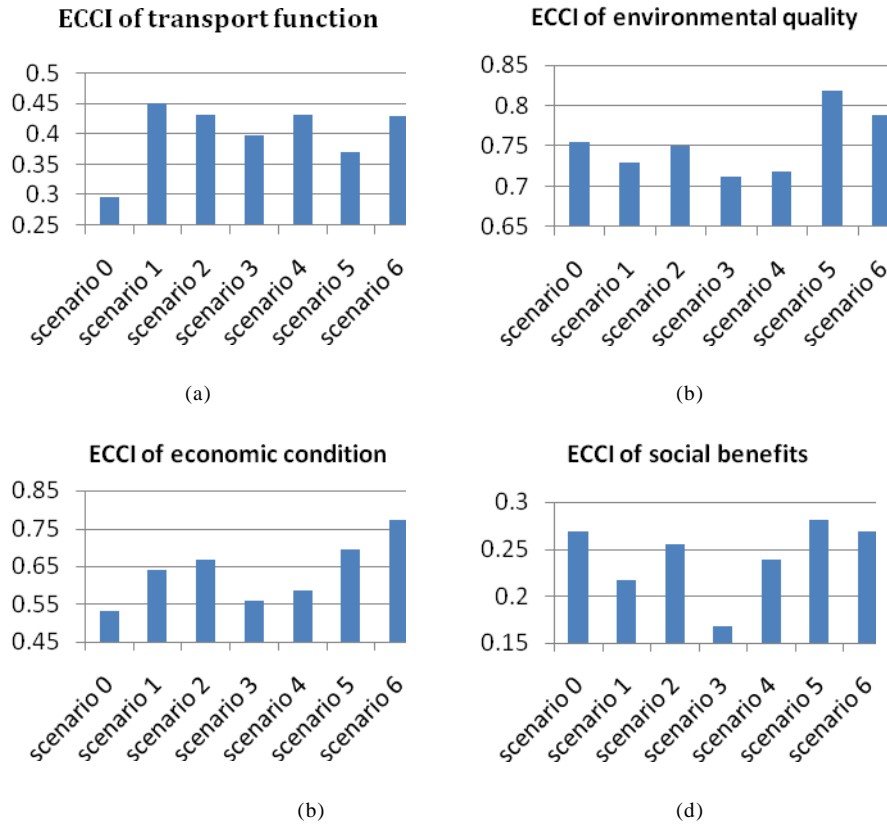 ECCI of transport function
0.5
0.45
0.4
0.35
0.3
0.25
scenario 0
scenario 1
scenario 2
scenario 3
scenario 4
scenario 5
scenario 6
(a)
ECCI of environmental quality
0.85
0.8
0.75
0.7
0.65
scenario 0
scenario 1
scenario 2
scenario 3
scenario 4
scenario 5
scenario 6
(b)
ECCI of economic condition
0.85
0.75
0.65
0.55
0.45
scenario 0
scenario 1
scenario 2
scenario 3
scenario 4
scenario 5
scenario 6
(b)
ECCI of social benefits
0.3
0.25
0.2
0.15
scenario 0
scenario 1
scenario 2
scenario 3
scenario 4
scenario 5
scenario 6
(d)